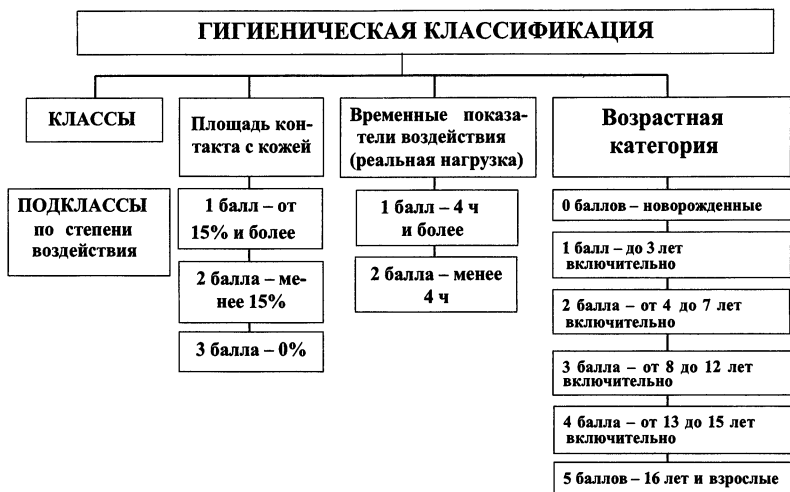 ГИГИЕНИЧЕСКАЯ КЛАССИФИКАЦИЯ
КЛАССЫ
Площадь кон-
такта с кожей
Временные показа-
тели воздействия
(реальная нагрузка)
Возрастная
категория
ПОДКЛАССЫ
по степени
воздействия
1 балл – от
15% и более
2 балла – ме-
нее 15%
3 балла – 0%
1 балл – 4 ч
и более
2 балла – менее
4 ч
0 баллов – новорожденные
1 балл – до 3 лет
включительно
2 балла – от 4 до 7 лет
включительно
3 балла – от 8 до 12 лет
включительно
4 балла – от 13 до 15 лет
включительно
5 баллов – 16 лет и взрослые